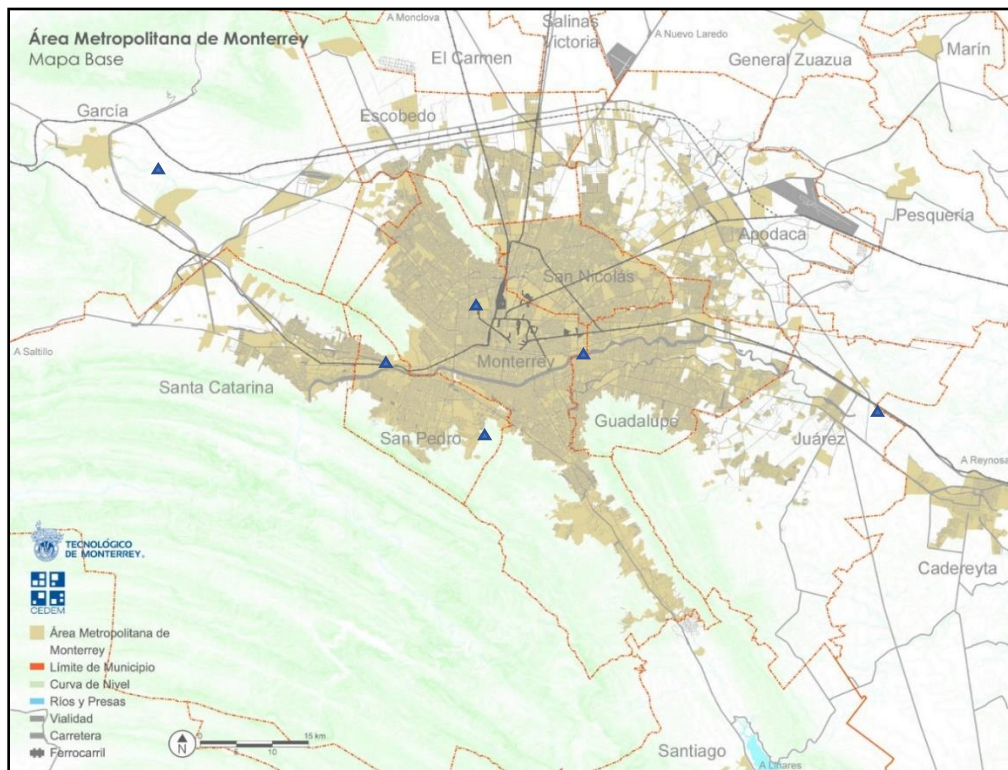 Área Metropolitana de Monterrey
Mapa Base
A Monclova
Salinas
Victoria
A Nuevo Laredo
El Carmen
General Zuazua
Marín
García
Escobedo
Pesquería
Apodaca
San Nicolás
A Saltillo
Monterrey
Santa Catarina
San Pedro
Guadalupe
Juárez
A Reynosa
Cadereyta
TECNOLÓGICO
DE MONTERREY.
CEDEM
Área Metropolitana de
Monterrey
Límite de Municipio
Curva de Nivel
Ríos y Presas
Vialidad
Carretera
Ferrocarril
N
0 5 10 15 km
Santiago
A Linares